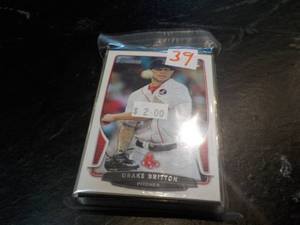 39
$2.00
DRAKE BRITTON
PITCHER